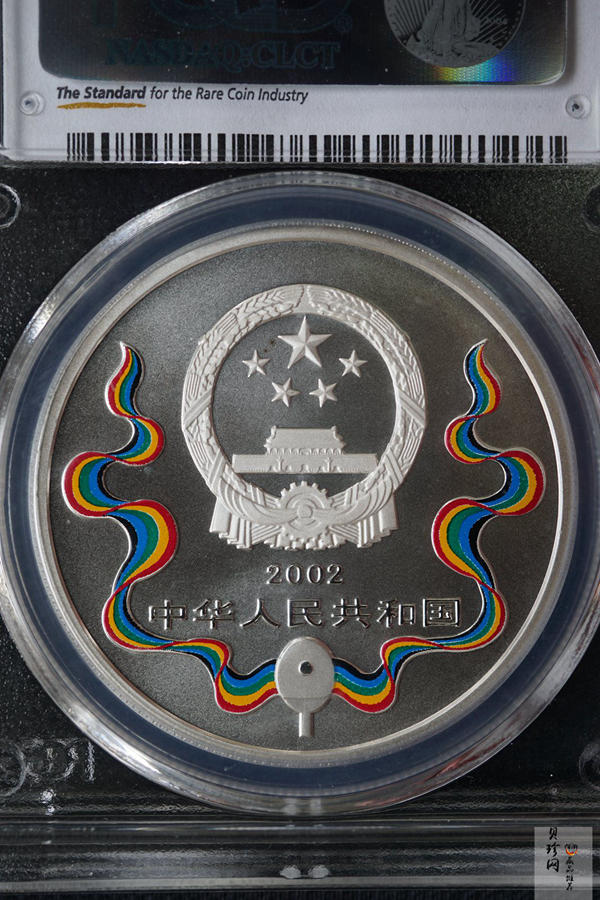 NASDAQ:CLCT
The Standard for the Rare Coin Industry
2002
中华人民共和国
贝珍网